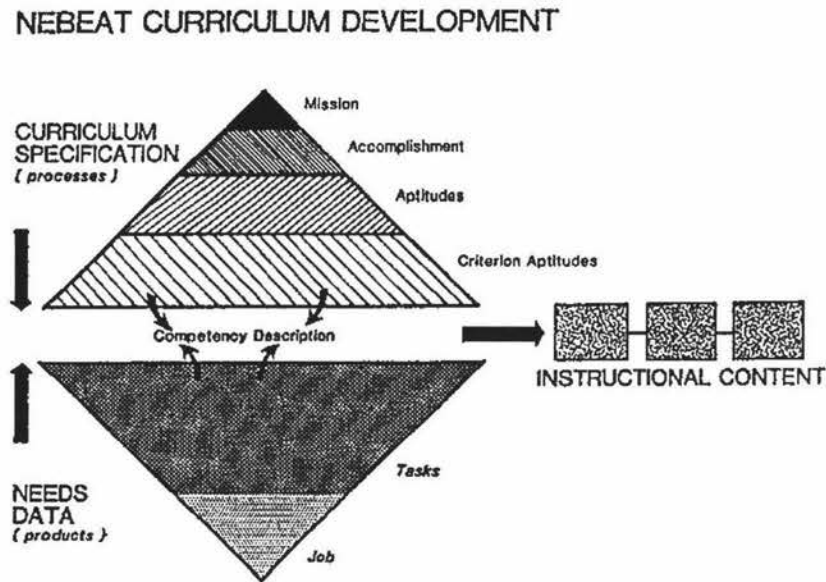 NEBEAT CURRICULUM DEVELOPMENT
Mission
CURRICULUM
SPECIFICATION
{ processes }
Accomplishment
Aptitudes
Criterion Aptitudes
Competency Description
INSTRUCTIONAL CONTENT
Tasks
NEEDS
DATA
{ products }
Job